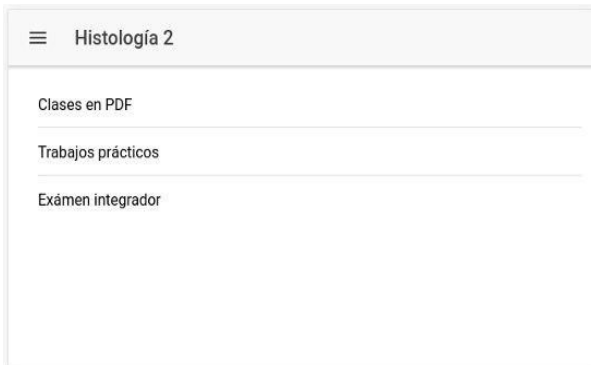 Histología 2
Clases en PDF
Trabajos prácticos
Exámen integrador